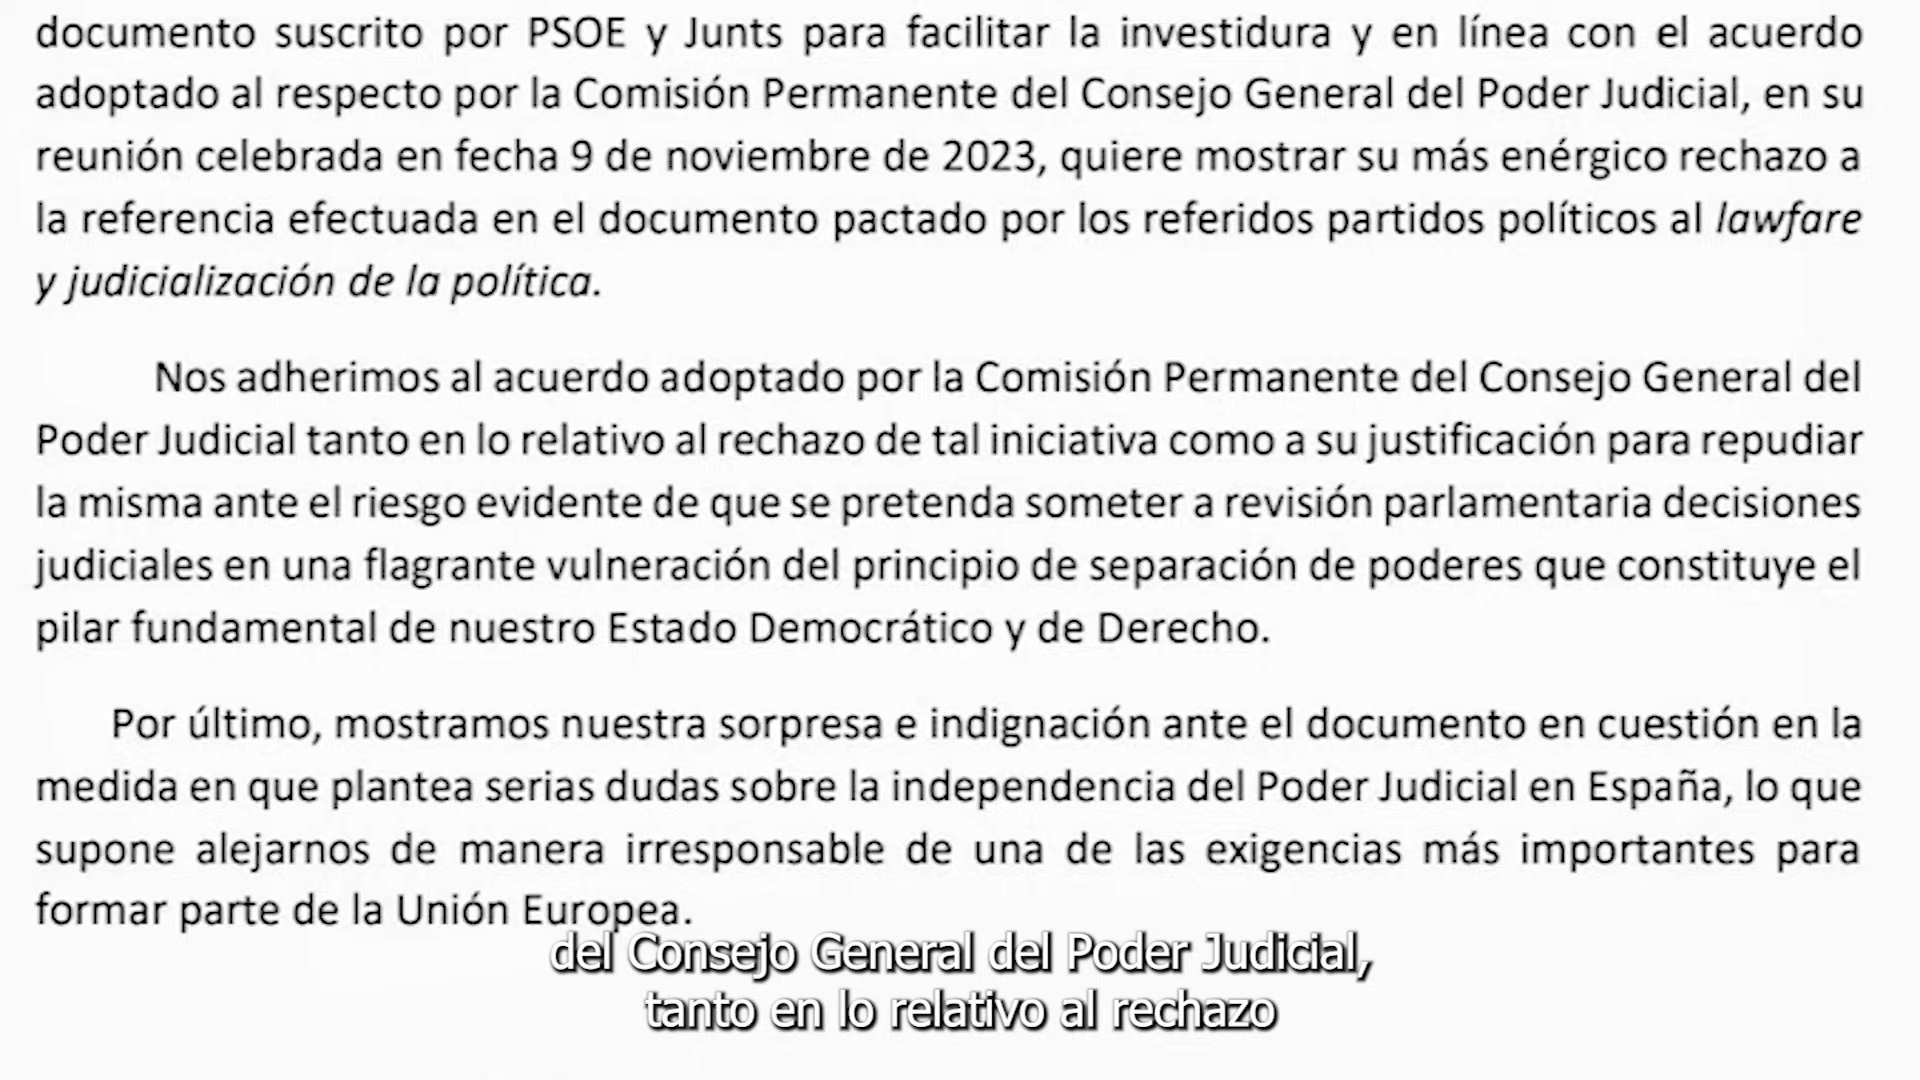 documento suscrito por PSOE y Junts para facilitar la investidura y en línea con el acuerdo
adoptado al respecto por la Comisión Permanente del Consejo General del Poder Judicial, en su
reunión celebrada en fecha 9 de noviembre de 2023, quiere mostrar su más enérgico rechazo a
la referencia efectuada en el documento pactado por los referidos partidos políticos al lawfare
y judicialización de la política.
Nos adherimos al acuerdo adoptado por la Comisión Permanente del Consejo General del
Poder Judicial tanto en lo relativo al rechazo de tal iniciativa como a su justificación para repudiar
la misma ante el riesgo evidente de que se pretenda someter a revisión parlamentaria decisiones
judiciales en una flagrante vulneración del principio de separación de poderes que constituye el
pilar fundamental de nuestro Estado Democrático y de Derecho.
Por último, mostramos nuestra sorpresa e indignación ante el documento en cuestión en la
medida en que plantea serias dudas sobre la independencia del Poder Judicial en España, lo que
supone alejarnos de manera irresponsable de una de las exigencias más importantes para
formar parte de la Unión Europea.
del Consejo General del Poder Judicial,
tanto en lo relativo al rechazo